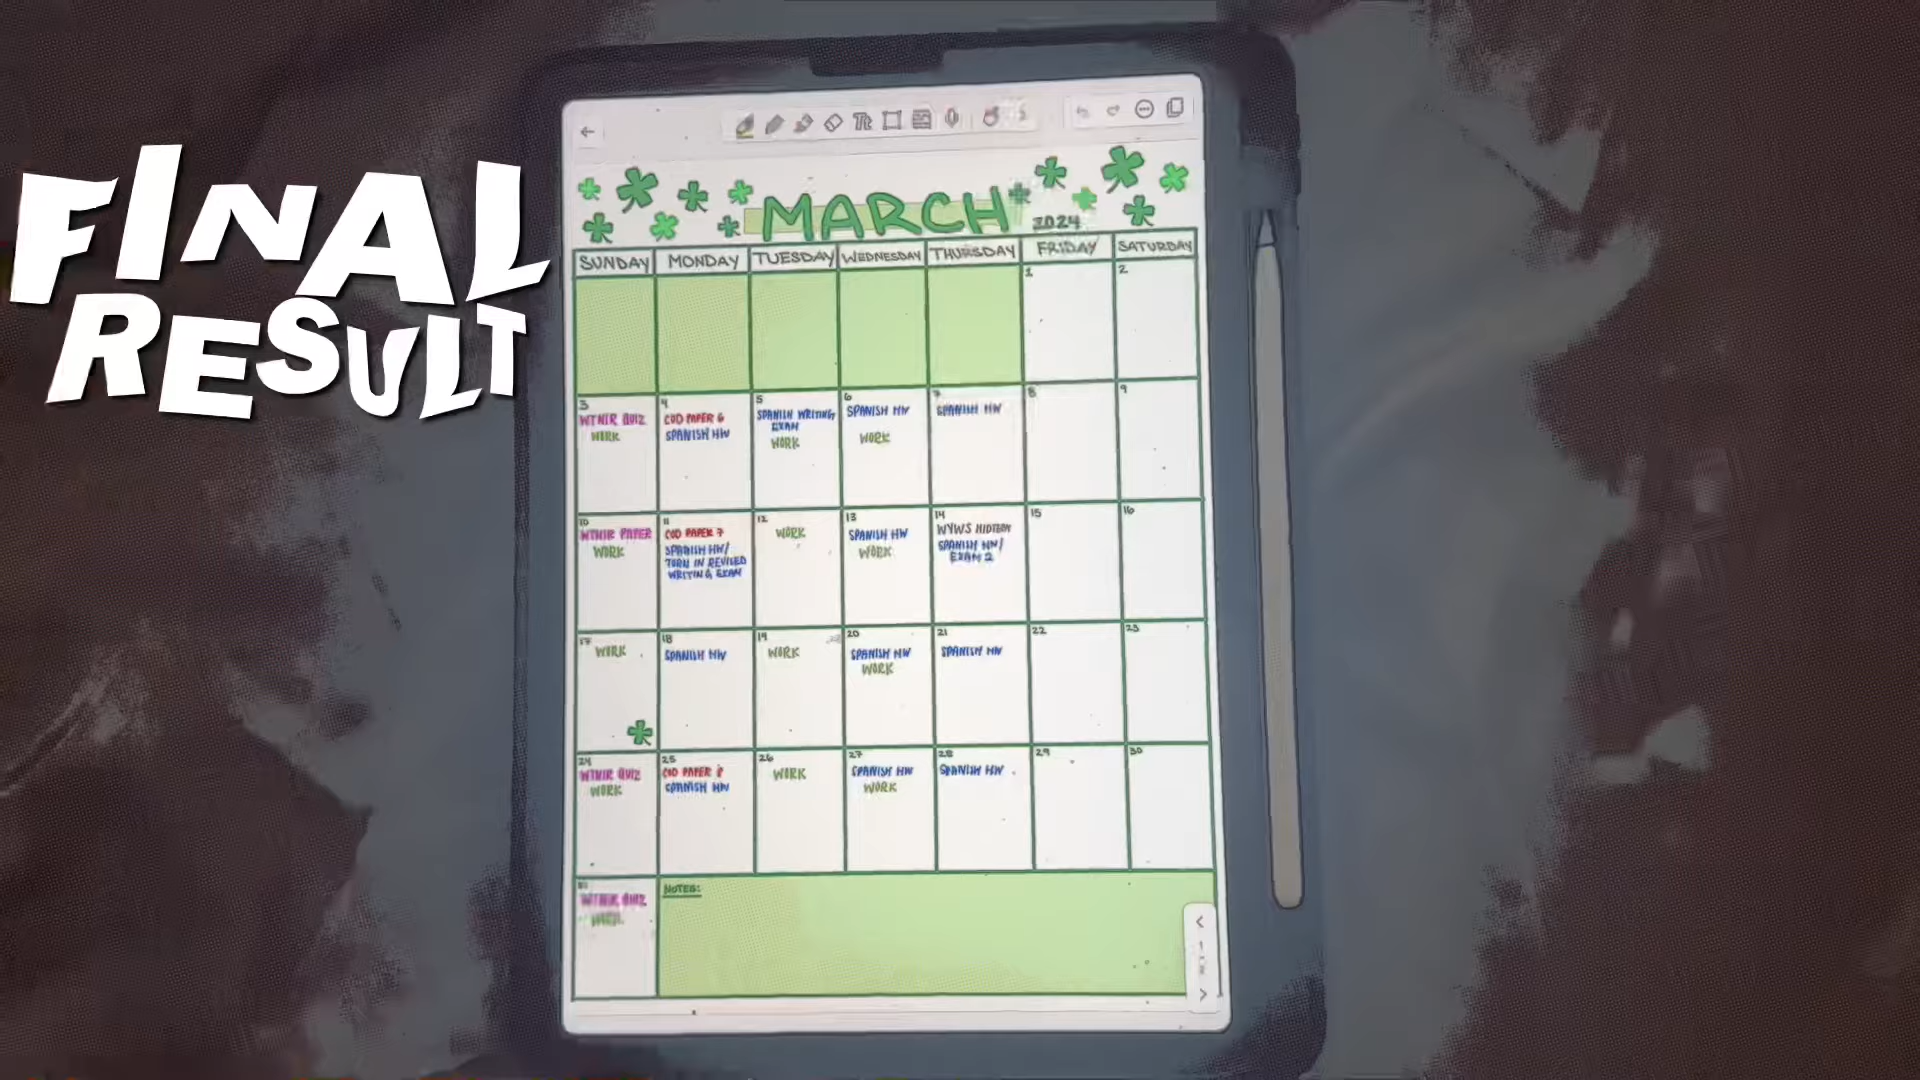 FINAL
RESULT
MARCH
2024
SUNDAY MONDAY TUESDAY WEDNESDAY THURSDAY FRIDAY SATURDAY
1 2
3 4 5 6 7 8 9
WTNIR QUIZ
WORK
COD PAPER 6
SPANISH HW
SPANISH WRITING
EXAM
WORK
SPANISH HW
WORK
SPANISH HW
10 11 12 13 14 15 16
WTNIR PAPER
WORK
COD PAPER 7
SPANISH HW/
TURN IN REVISED
WRITING EXAM
WORK
SPANISH HW
WORK
WYWS MIDTERM
SPANISH HW/
EXAM 2
17 18 19 20 21 22 23
WORK
SPANISH HW
WORK
SPANISH HW
WORK
SPANISH HW
24 25 26 27 28 29 30
WTNIR QUIZ
WORK
COD PAPER 8
SPANISH HW
WORK
SPANISH HW
WORK
SPANISH HW
31
WTNIR QUIZ
WORK
NOTES: